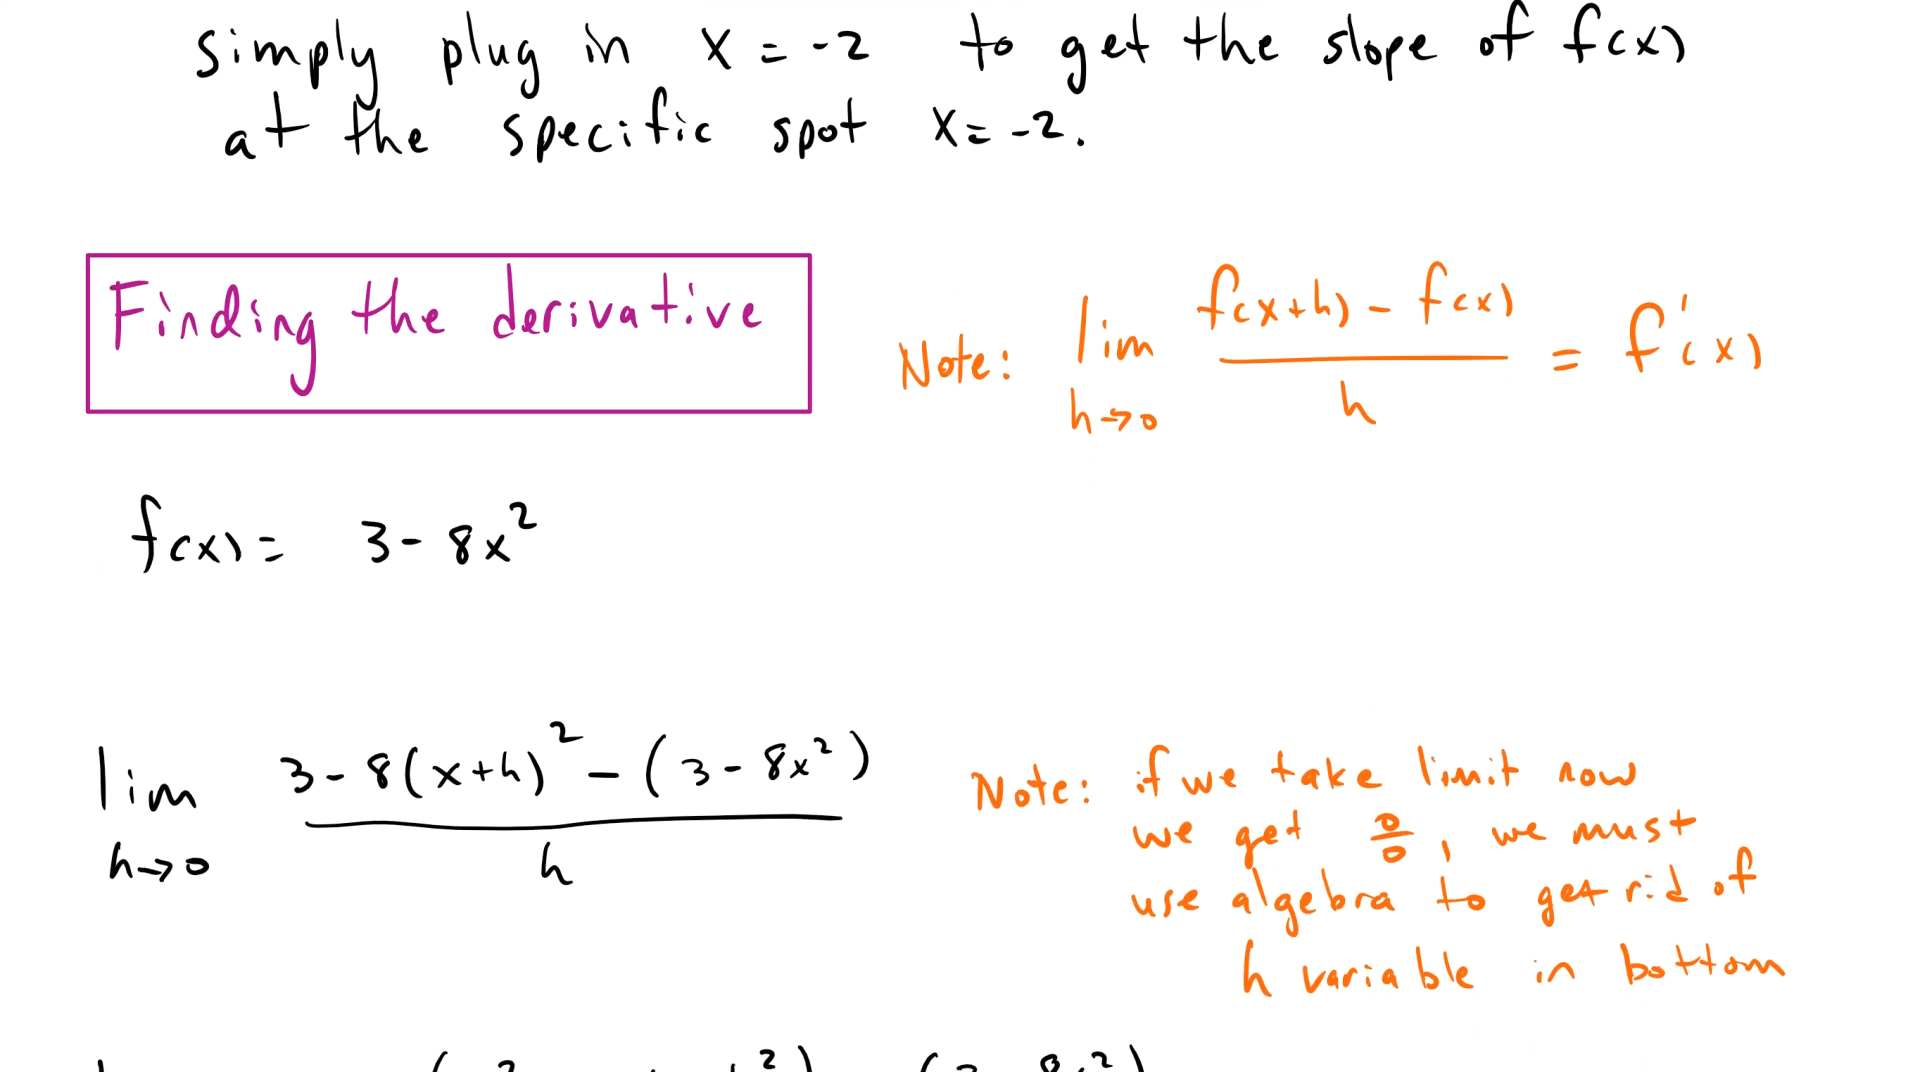 simply plug in x = -2 to get the slope of f(x)
at the specific spot x = -2.
Finding the derivative
Note: lim h→0 f(x+h) - f(x) / h = f'(x)
f(x) = 3 - 8x²
lim h→0 3 - 8(x+h)² - (3 - 8x²) / h
Note: if we take limit now
we get 0/0, we must
use algebra to get rid of
h variable in bottom